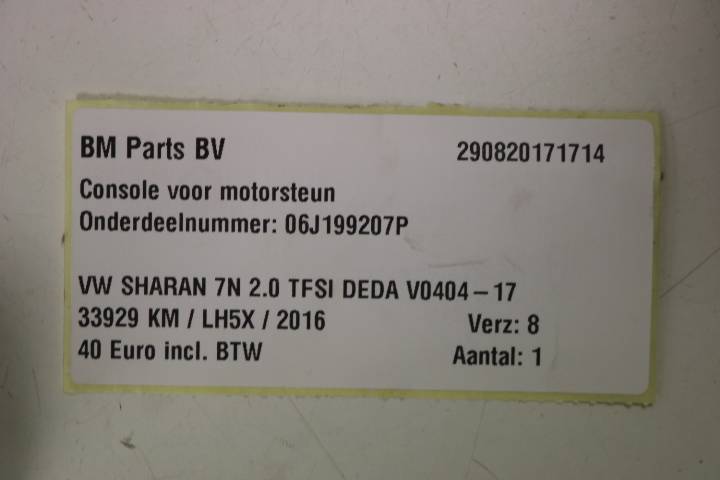 BM Parts BV 290820171714
Console voor motorsteun
Onderdeelnummer: 06J199207P
VW SHARAN 7N 2.0 TFSI DEDA V0404-17
33929 KM / LH5X / 2016 Verz: 8
40 Euro incl. BTW Aantal: 1